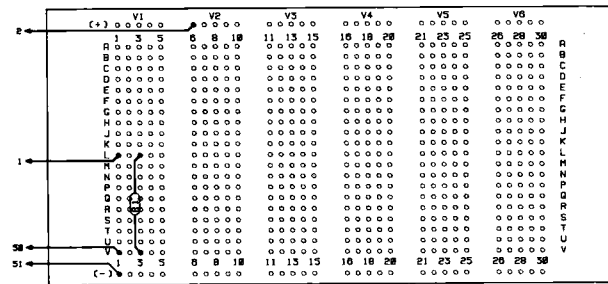 V1 V2 V3 V4 V5 V6
2 (+)
1 3 5 6 8 10 11 13 15 16 18 20 21 23 25 26 28 30
A A
B B
C C
D D
E E
F F
G G
H H
J J
K K
1 L L
M M
N N
P P
Q Q
R R
S S
T T
U U
50 V V
1 3 5 6 8 10 11 13 15 16 18 20 21 23 25 26 28 30
51 (-)